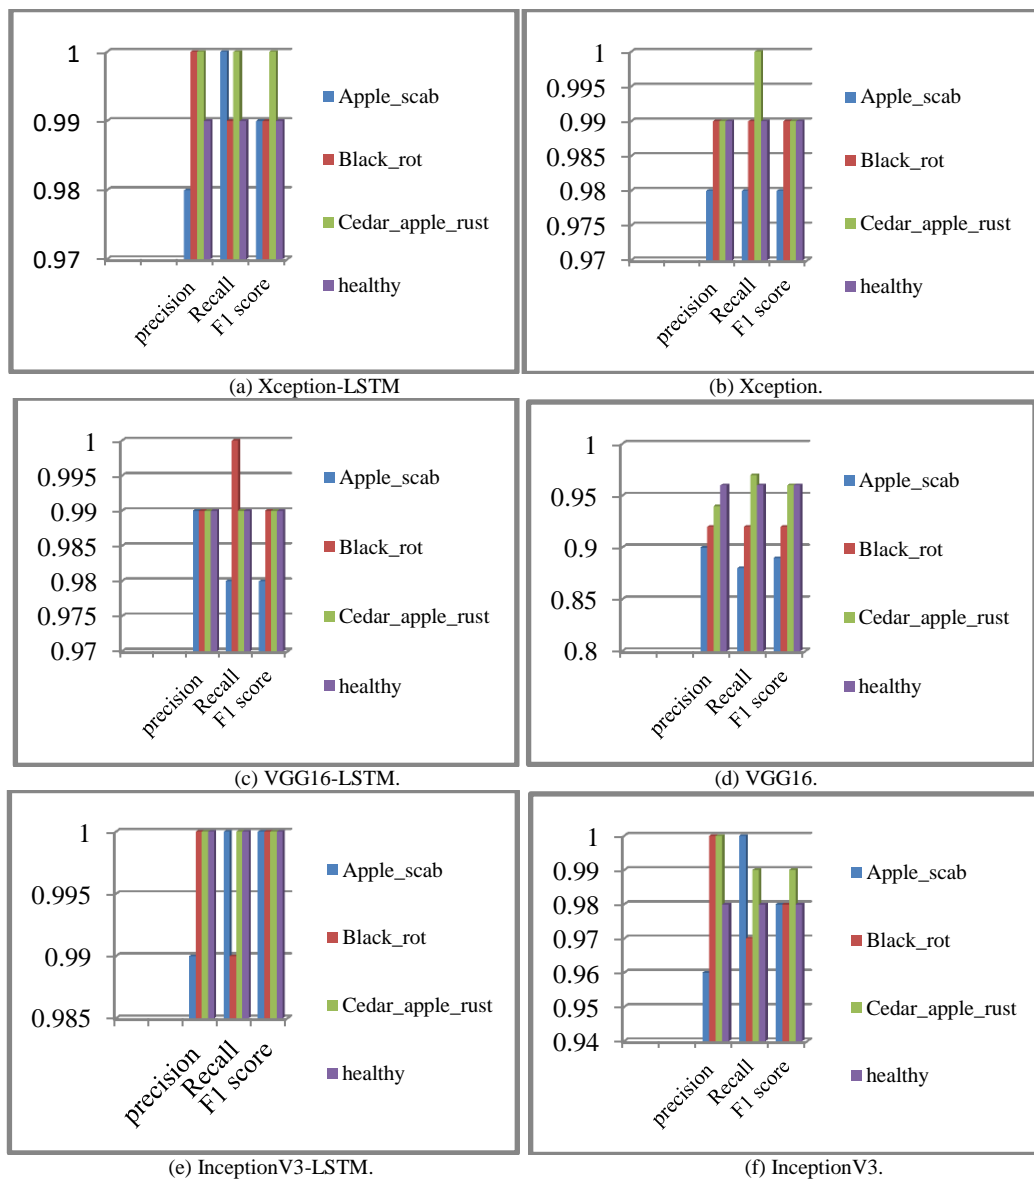 1
0.99
0.98
0.97
precision
Recall
F1 score
Apple_scab
Black_rot
Cedar_apple_rust
healthy
(a) Xception-LSTM
1
0.995
0.99
0.985
0.98
0.975
0.97
precision
Recall
F1 score
Apple_scab
Black_rot
Cedar_apple_rust
healthy
(b) Xception.
1
0.995
0.99
0.985
0.98
0.975
0.97
precision
Recall
F1 score
Apple_scab
Black_rot
Cedar_apple_rust
healthy
(c) VGG16-LSTM.
1
0.95
0.9
0.85
0.8
precision
Recall
F1 score
Apple_scab
Black_rot
Cedar_apple_rust
healthy
(d) VGG16.
1
0.995
0.99
0.985
precision
Recall
F1 score
Apple_scab
Black_rot
Cedar_apple_rust
healthy
(e) InceptionV3-LSTM.
1
0.99
0.98
0.97
0.96
0.95
0.94
precision
Recall
F1 score
Apple_scab
Black_rot
Cedar_apple_rust
healthy
(f) InceptionV3.